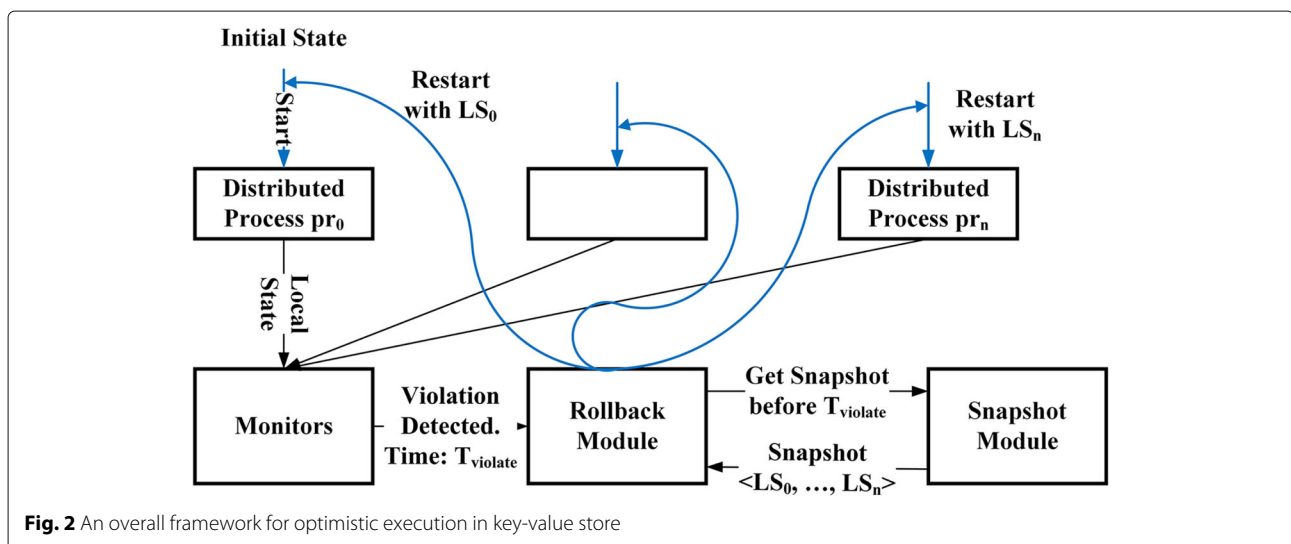 Initial State
Start
Restart
with LS₀
Restart
with LSₙ
Distributed
Process pr₀
Distributed
Process prₙ
Local
State
Monitors
Violation
Detected.
Time: T_violate
Rollback
Module
Get Snapshot
before T_violate
Snapshot
<LS₀, ..., LSₙ>
Snapshot
Module
Fig. 2 An overall framework for optimistic execution in key-value store